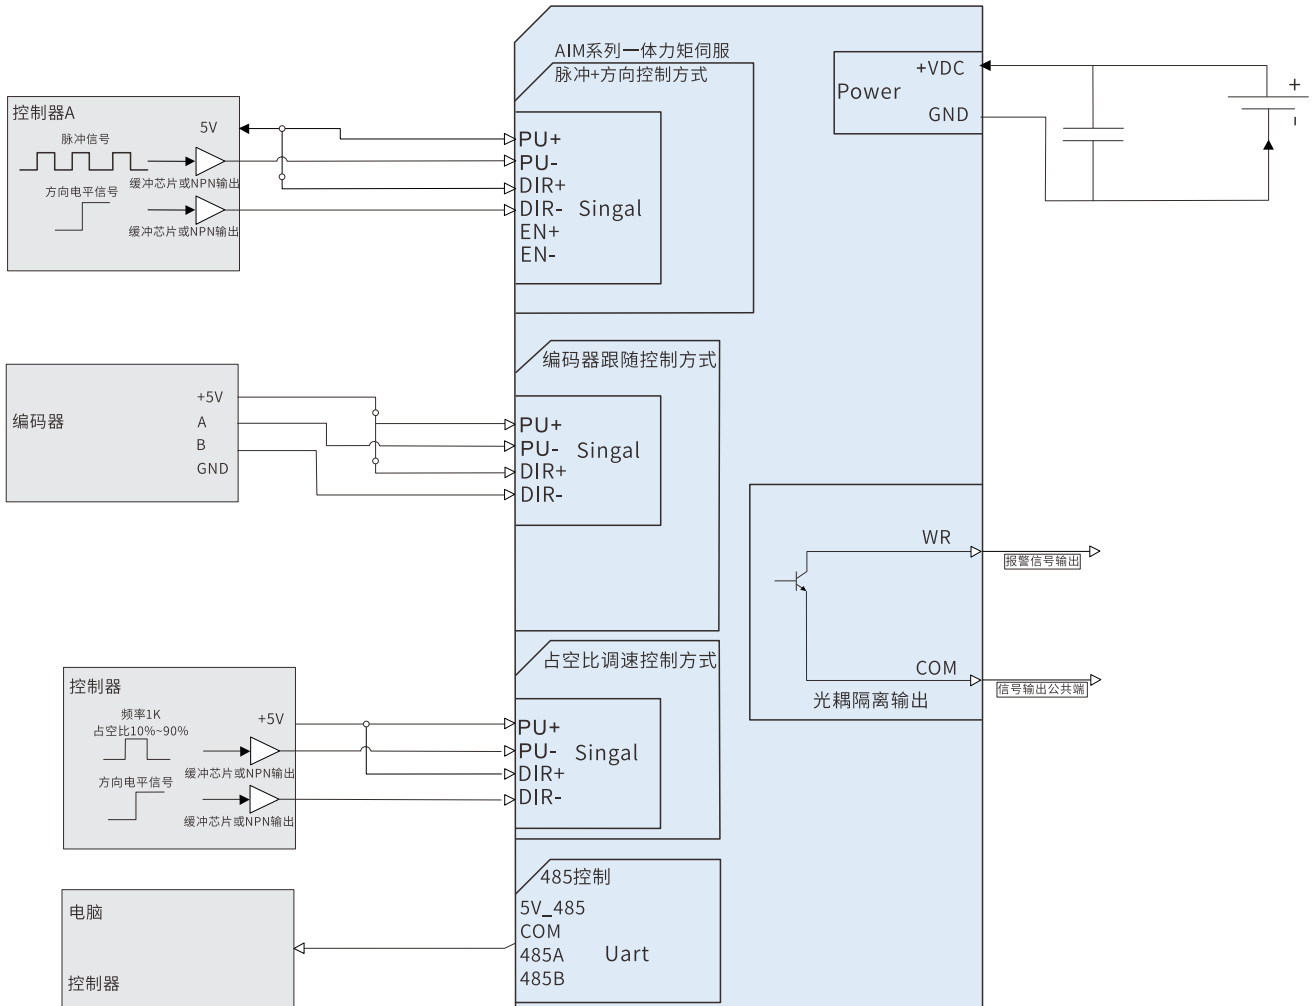 AIM系列一体力矩伺服
脉冲+方向控制方式
+VDC
Power
GND
+
-
控制器A
5V
脉冲信号
缓冲芯片或NPN输出
方向电平信号
缓冲芯片或NPN输出
PU+
PU-
DIR+
DIR-
Singal
EN+
EN-
编码器跟随控制方式
编码器
+5V
A
B
GND
PU+
PU-
Singal
DIR+
DIR-
WR
报警信号输出
COM
信号输出公共端
光耦隔离输出
占空比调速控制方式
控制器
频率1K
占空比10%~90%
+5V
缓冲芯片或NPN输出
方向电平信号
缓冲芯片或NPN输出
PU+
PU-
Singal
DIR+
DIR-
485控制
5V_485
COM
485A
Uart
485B
电脑
控制器